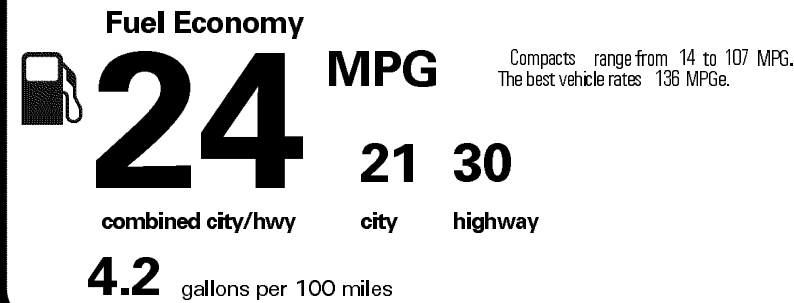 Fuel Economy
24 MPG
Compacts range from 14 to 107 MPG.
The best vehicle rates 136 MPGe.
21 30
combined city/hwy city highway
4.2 gallons per 100 miles